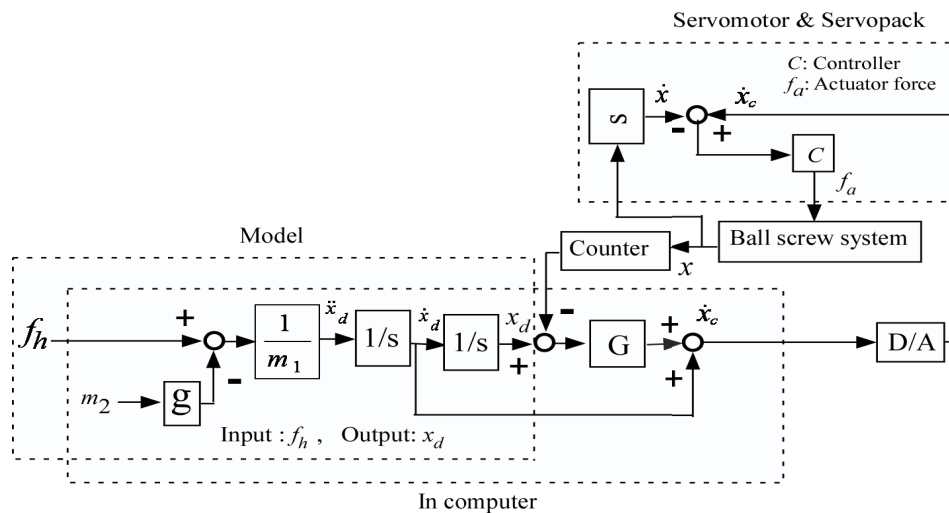 Servomotor & Servopack
C: Controller
fa: Actuator force
s
ẋ
ẋc
-
+
C
fa
Ball screw system
Counter
x
Model
fh
+
-
1
m1
ẍd
1/s
ẋd
1/s
xd
+
-
G
+
+
ẋc
D/A
m2
g
Input : fh , Output: xd
In computer